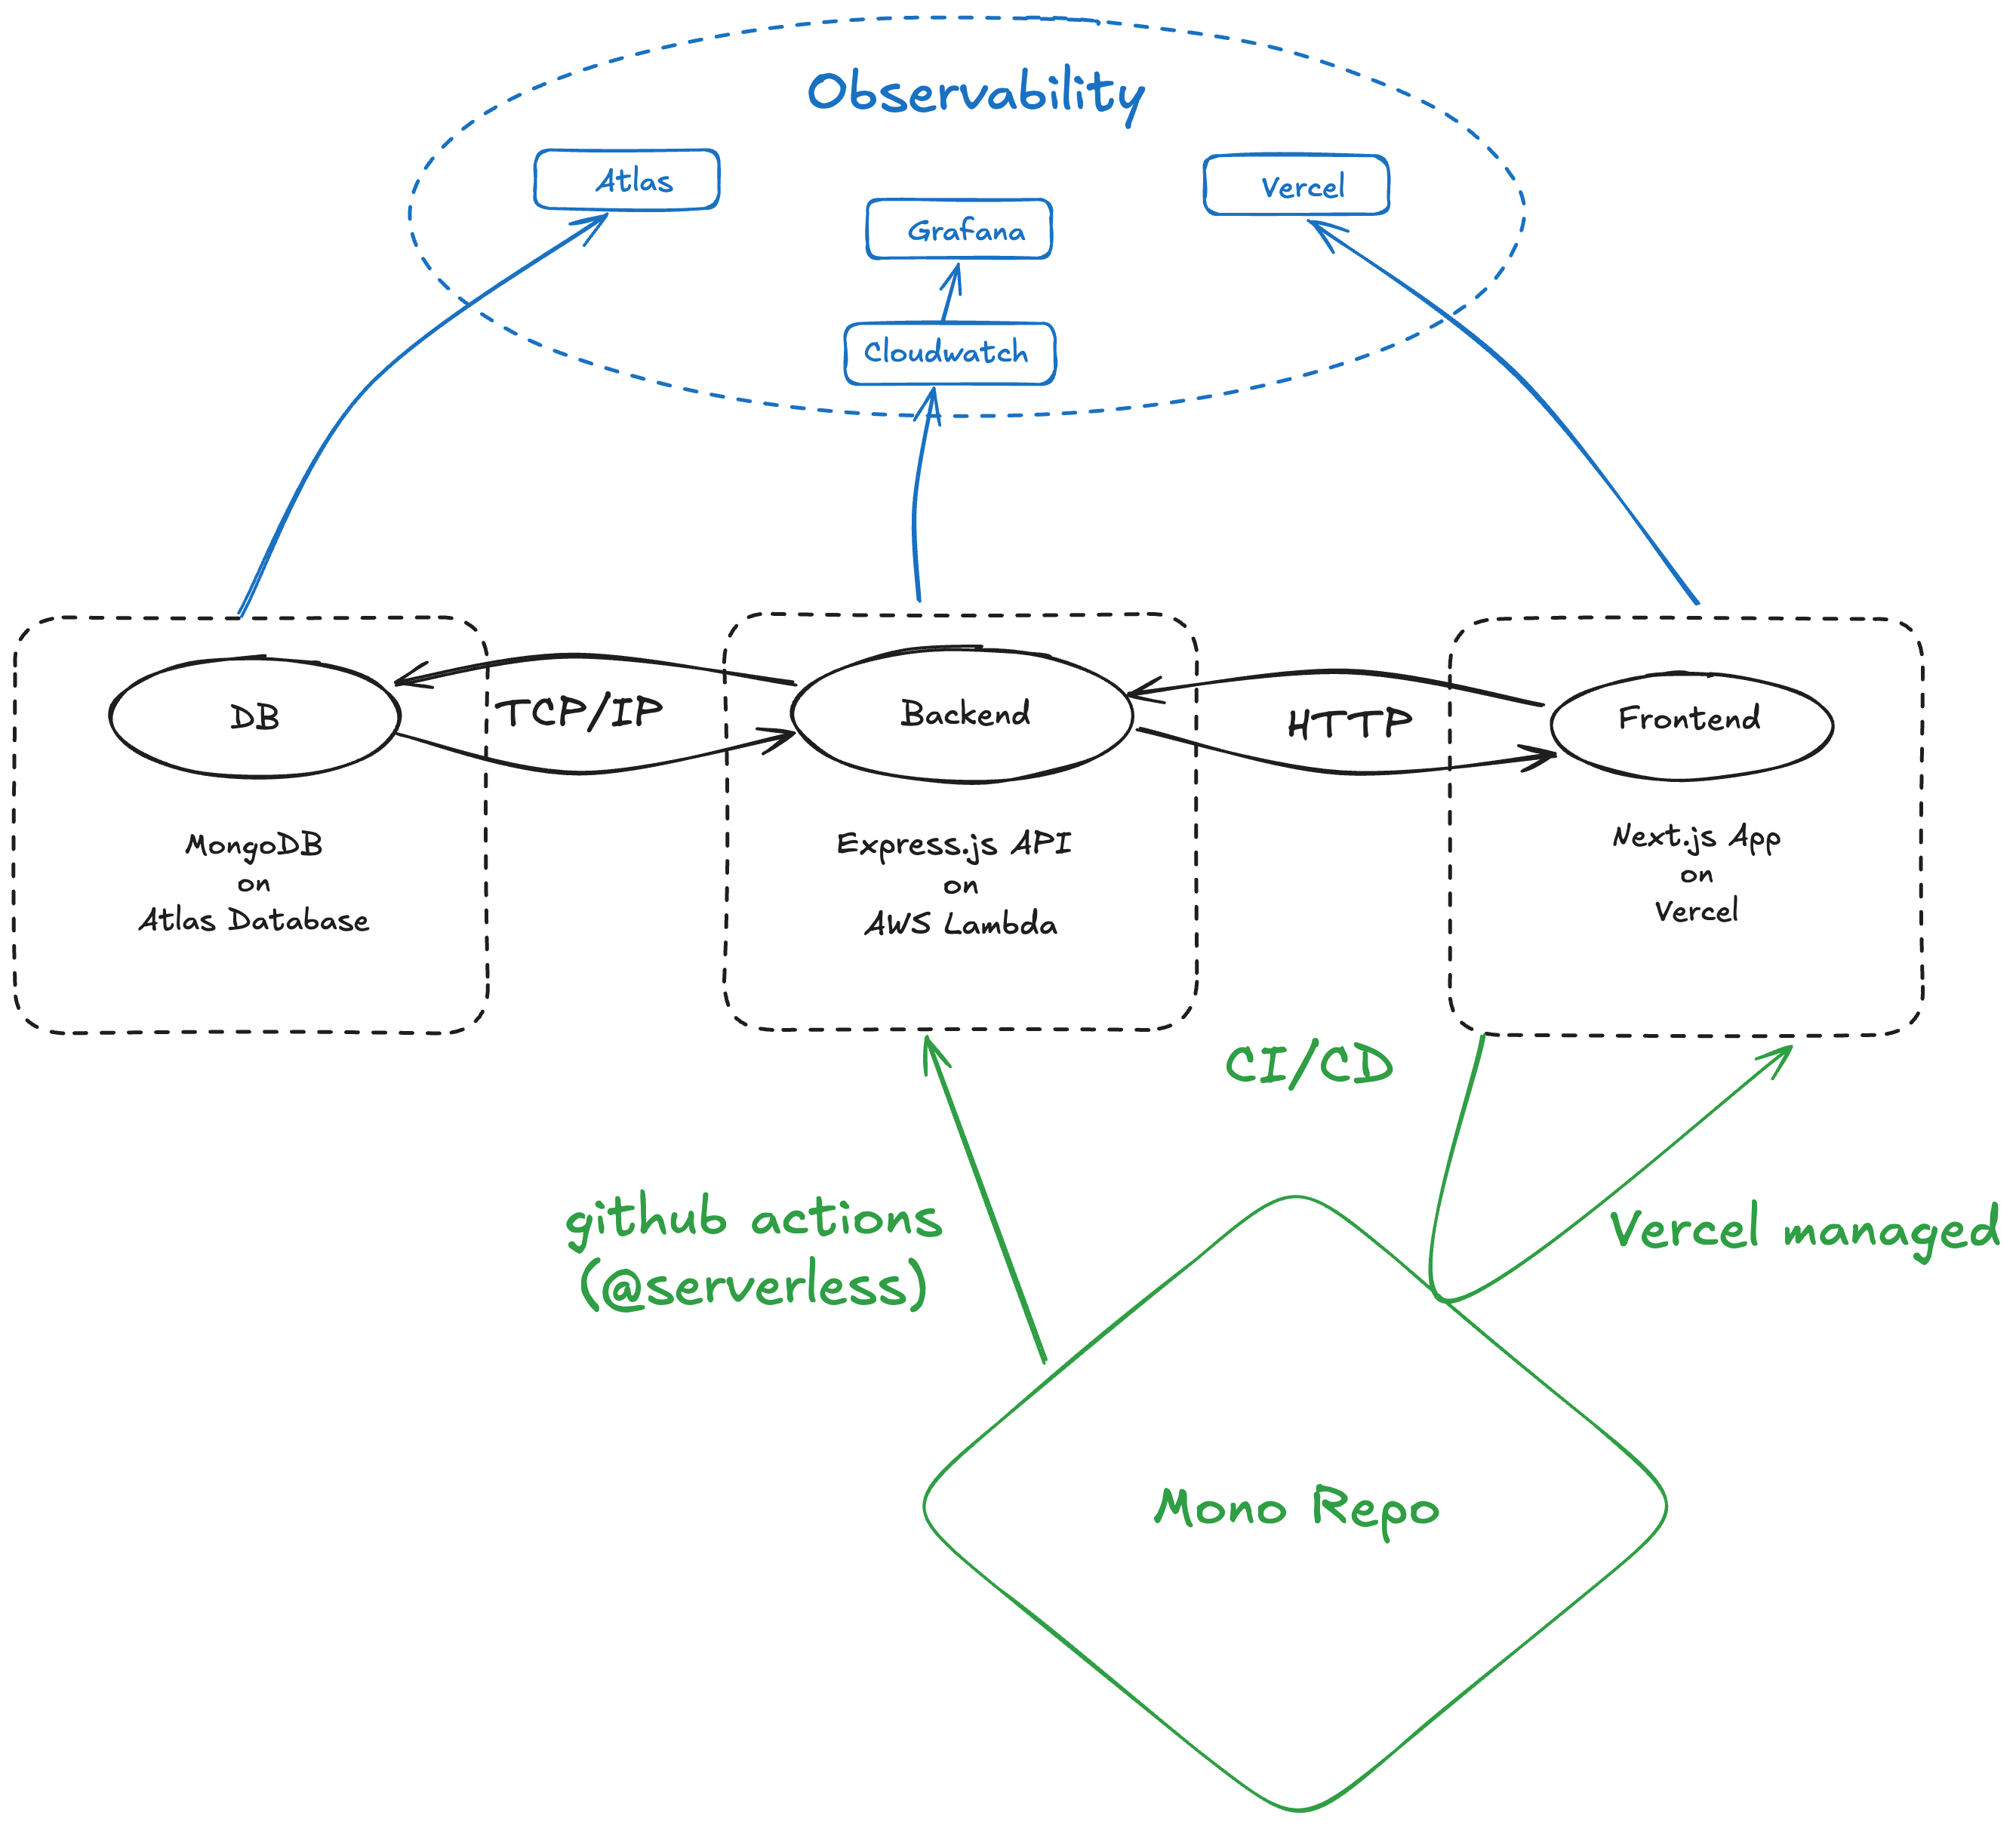 Observability
Atlas
Vercel
Grafana
Cloudwatch
DB
TCP/IP
Backend
HTTP
Frontend
MongoDB
on
Atlas Database
Express.js API
on
AWS Lambda
Next.js App
on
Vercel
CI/CD
github actions
(@serverless)
Vercel managed
Mono Repo